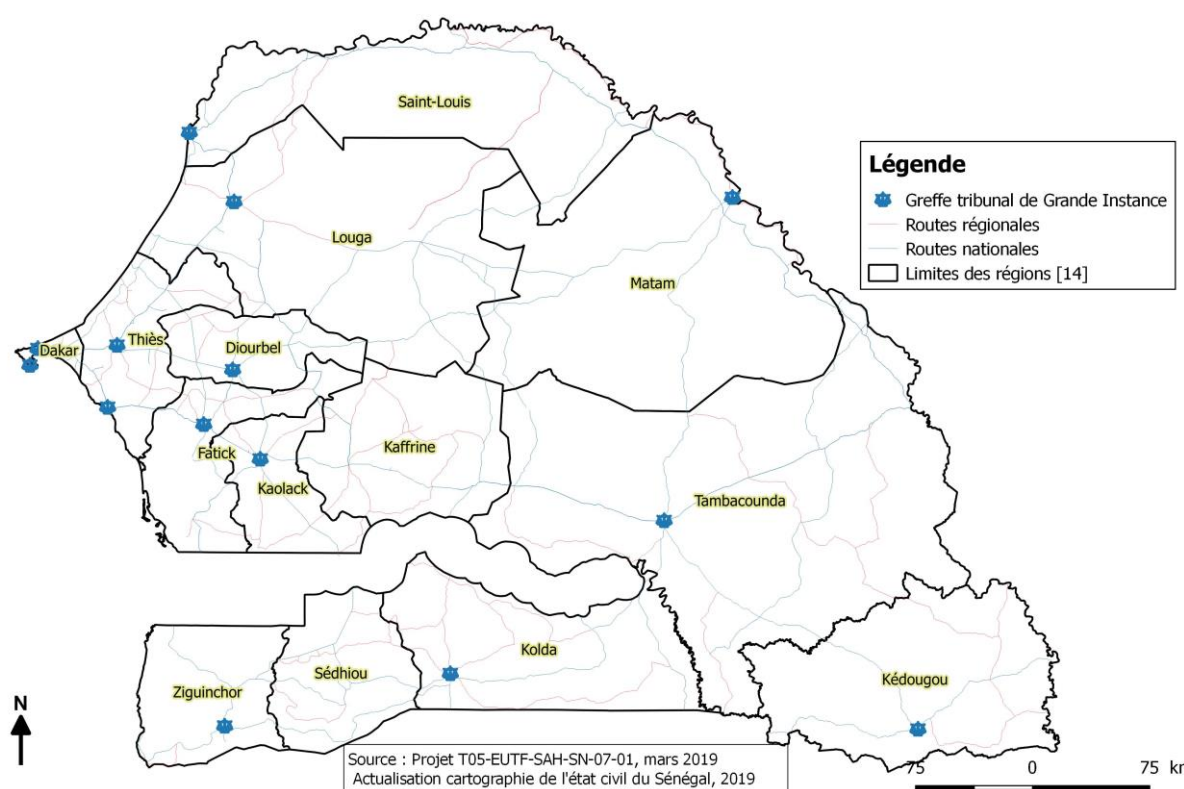 Saint-Louis
Louga
Matam
Dakar
Thiès
Diourbel
Fatick
Kaolack
Kaffrine
Tambacounda
Ziguinchor
Sédhiou
Kolda
Kédougou
Légende
Greffe tribunal de Grande Instance
Routes régionales
Routes nationales
Limites des régions [14]
N
Source : Projet T05-EUTF-SAH-SN-07-01, mars 2019
Actualisation cartographie de l'état civil du Sénégal, 2019
75 0 75 km